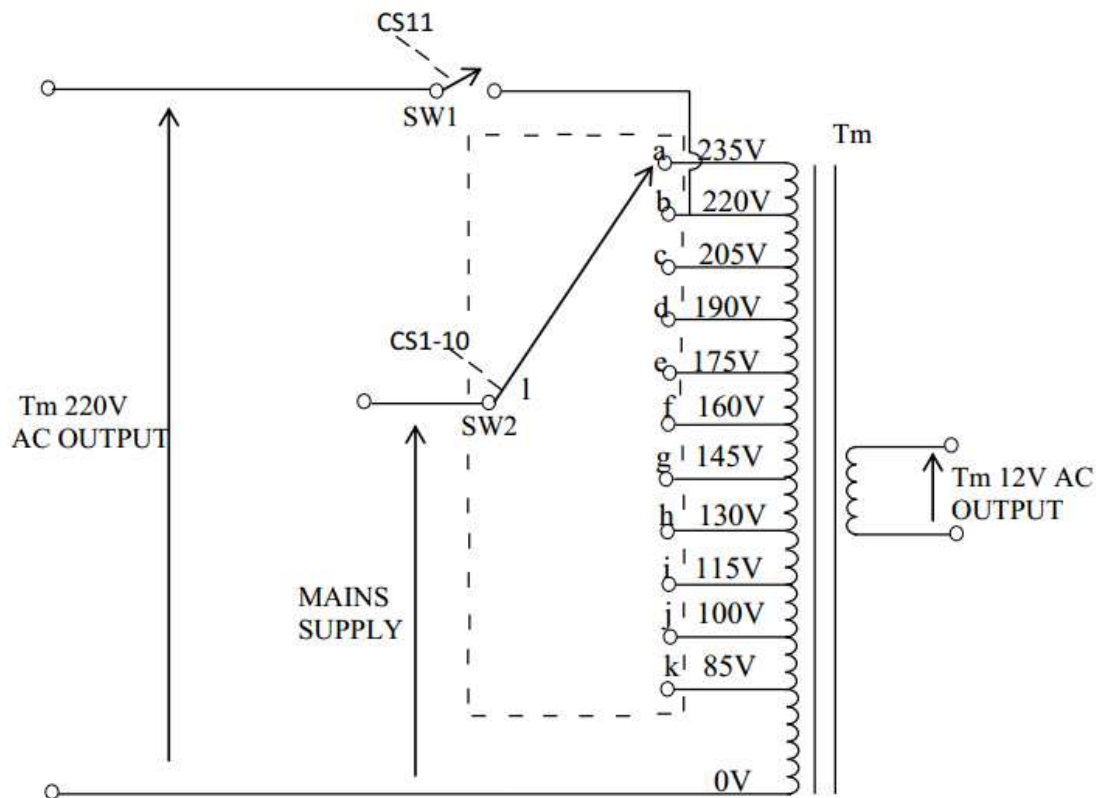 CS11
SW1
Tm
a 235V
b 220V
c 205V
d 190V
CS1-10
e 175V
l
Tm 220V
AC OUTPUT
SW2
f 160V
g 145V
Tm 12V AC
OUTPUT
h 130V
i 115V
MAINS
SUPPLY
j 100V
k 85V
0V